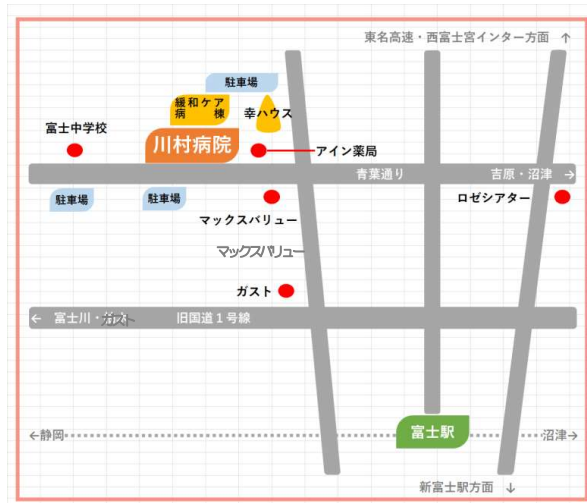 東名高速・西富士宮インター方面 ↑
駐車場
緩和ケア
病棟
幸ハウス
富士中学校
川村病院
アイン薬局
青葉通り
吉原・沼津 →
駐車場
駐車場
ロゼシアター
マックスバリュー
マックスバリュー
ガスト
← 富士川・
旧国道1号線
富士駅
←静岡
沼津→
新富士駅方面 ↓